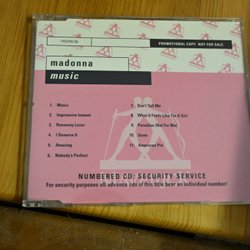 PROMOTIONAL COPY NOT FOR SALE
madonna
music
1. Music
2. Impressive Instant
3. Runaway Lover
4. I Deserve It
5. Amazing
6. Nobody's Perfect
7. Don't Tell Me
8. What It Feels Like For A Girl
9. Paradise (Not For Me)
10. Gone
11. American Pie
NUMBERED CD: SECURITY SERVICE
For security purposes all advance cds of this title bear an individual number!